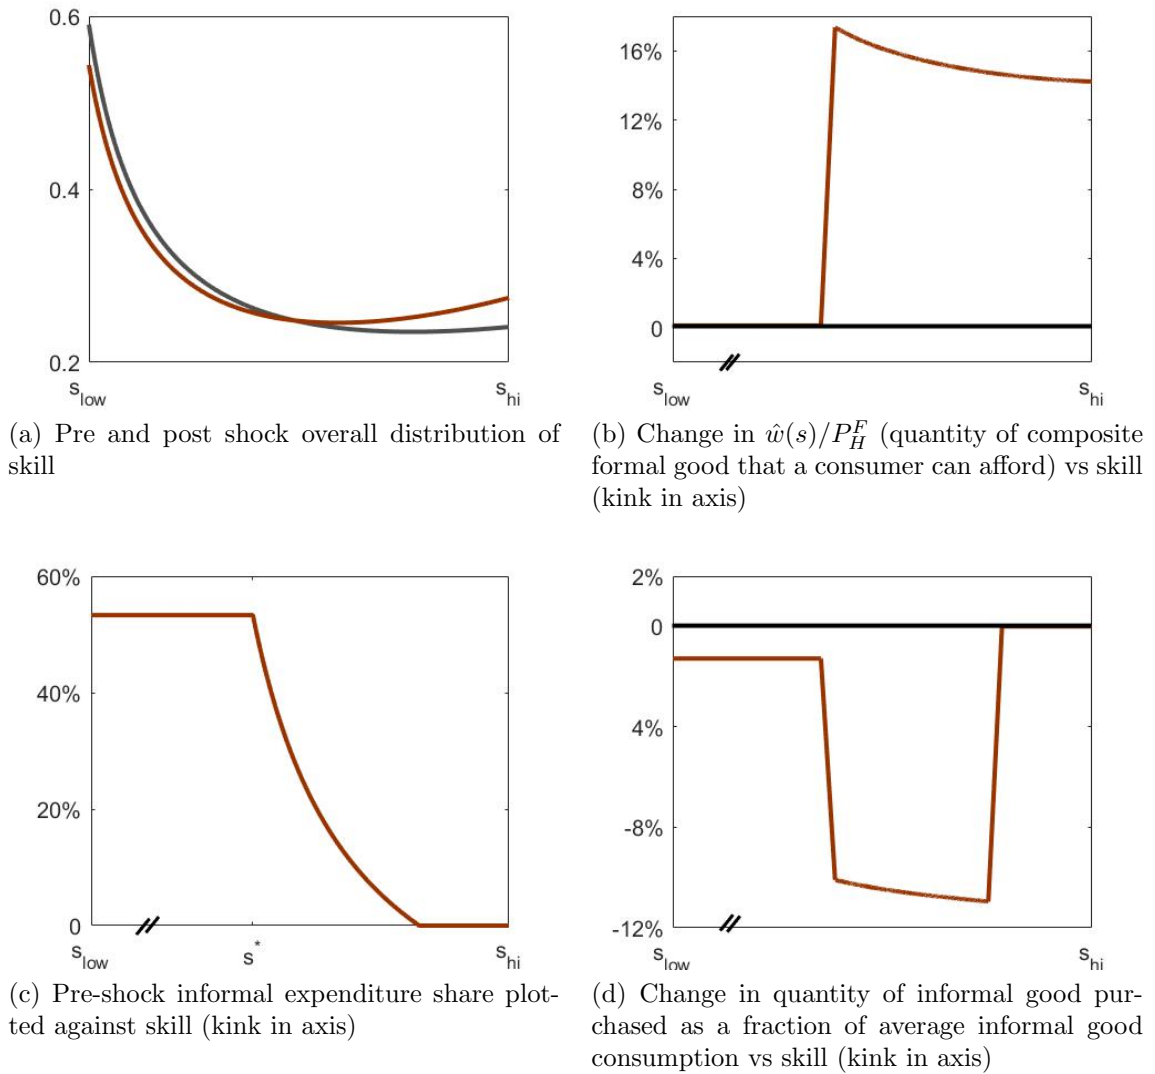 0.6
0.4
0.2
s_low
s_hi
(a) Pre and post shock overall distribution of
skill
16%
12%
8%
4%
0
s_low
s_hi
(b) Change in ŵ(s)/P_H^F (quantity of composite
formal good that a consumer can afford) vs skill
(kink in axis)
60%
40%
20%
0
s_low
s*
s_hi
(c) Pre-shock informal expenditure share plot-
ted against skill (kink in axis)
2%
0
4%
-8%
-12%
s_low
s_hi
(d) Change in quantity of informal good pur-
chased as a fraction of average informal good
consumption vs skill (kink in axis)